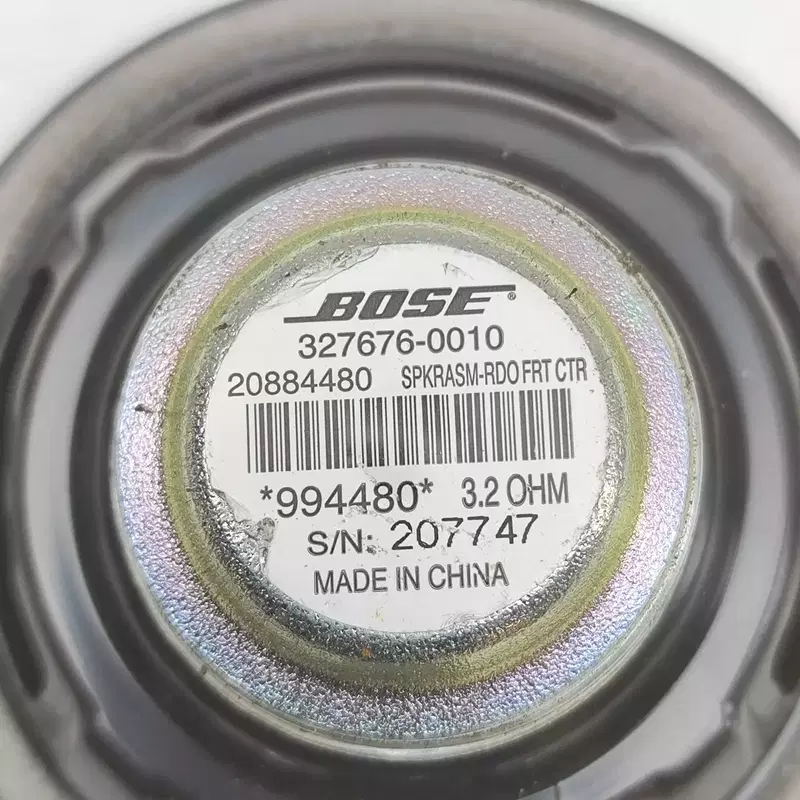 BOSE®
327676-0010
20884480 SPKRASM-RDO FRT CTR
*994480* 3.2 OHM
S/N: 207747
MADE IN CHINA